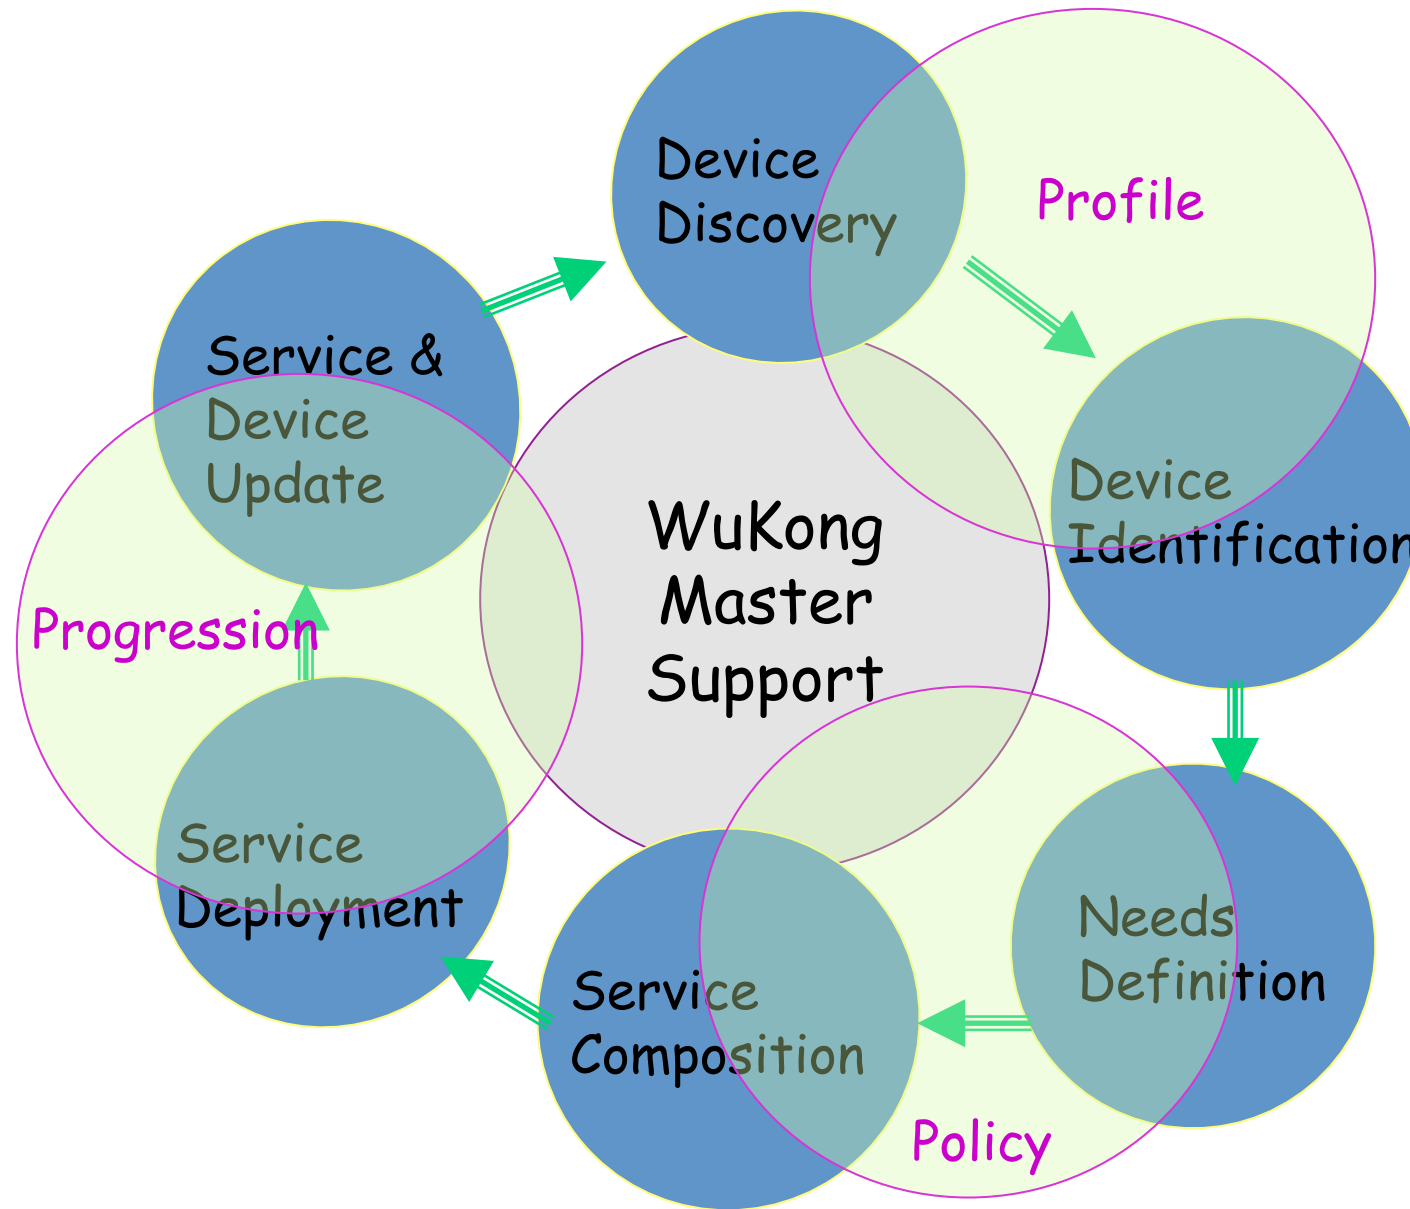 Device
Discovery
Profile
Service &
Device
Update
Device
Identification
WuKong
Master
Support
Progression
Service
Deployment
Needs
Definition
Service
Composition
Policy